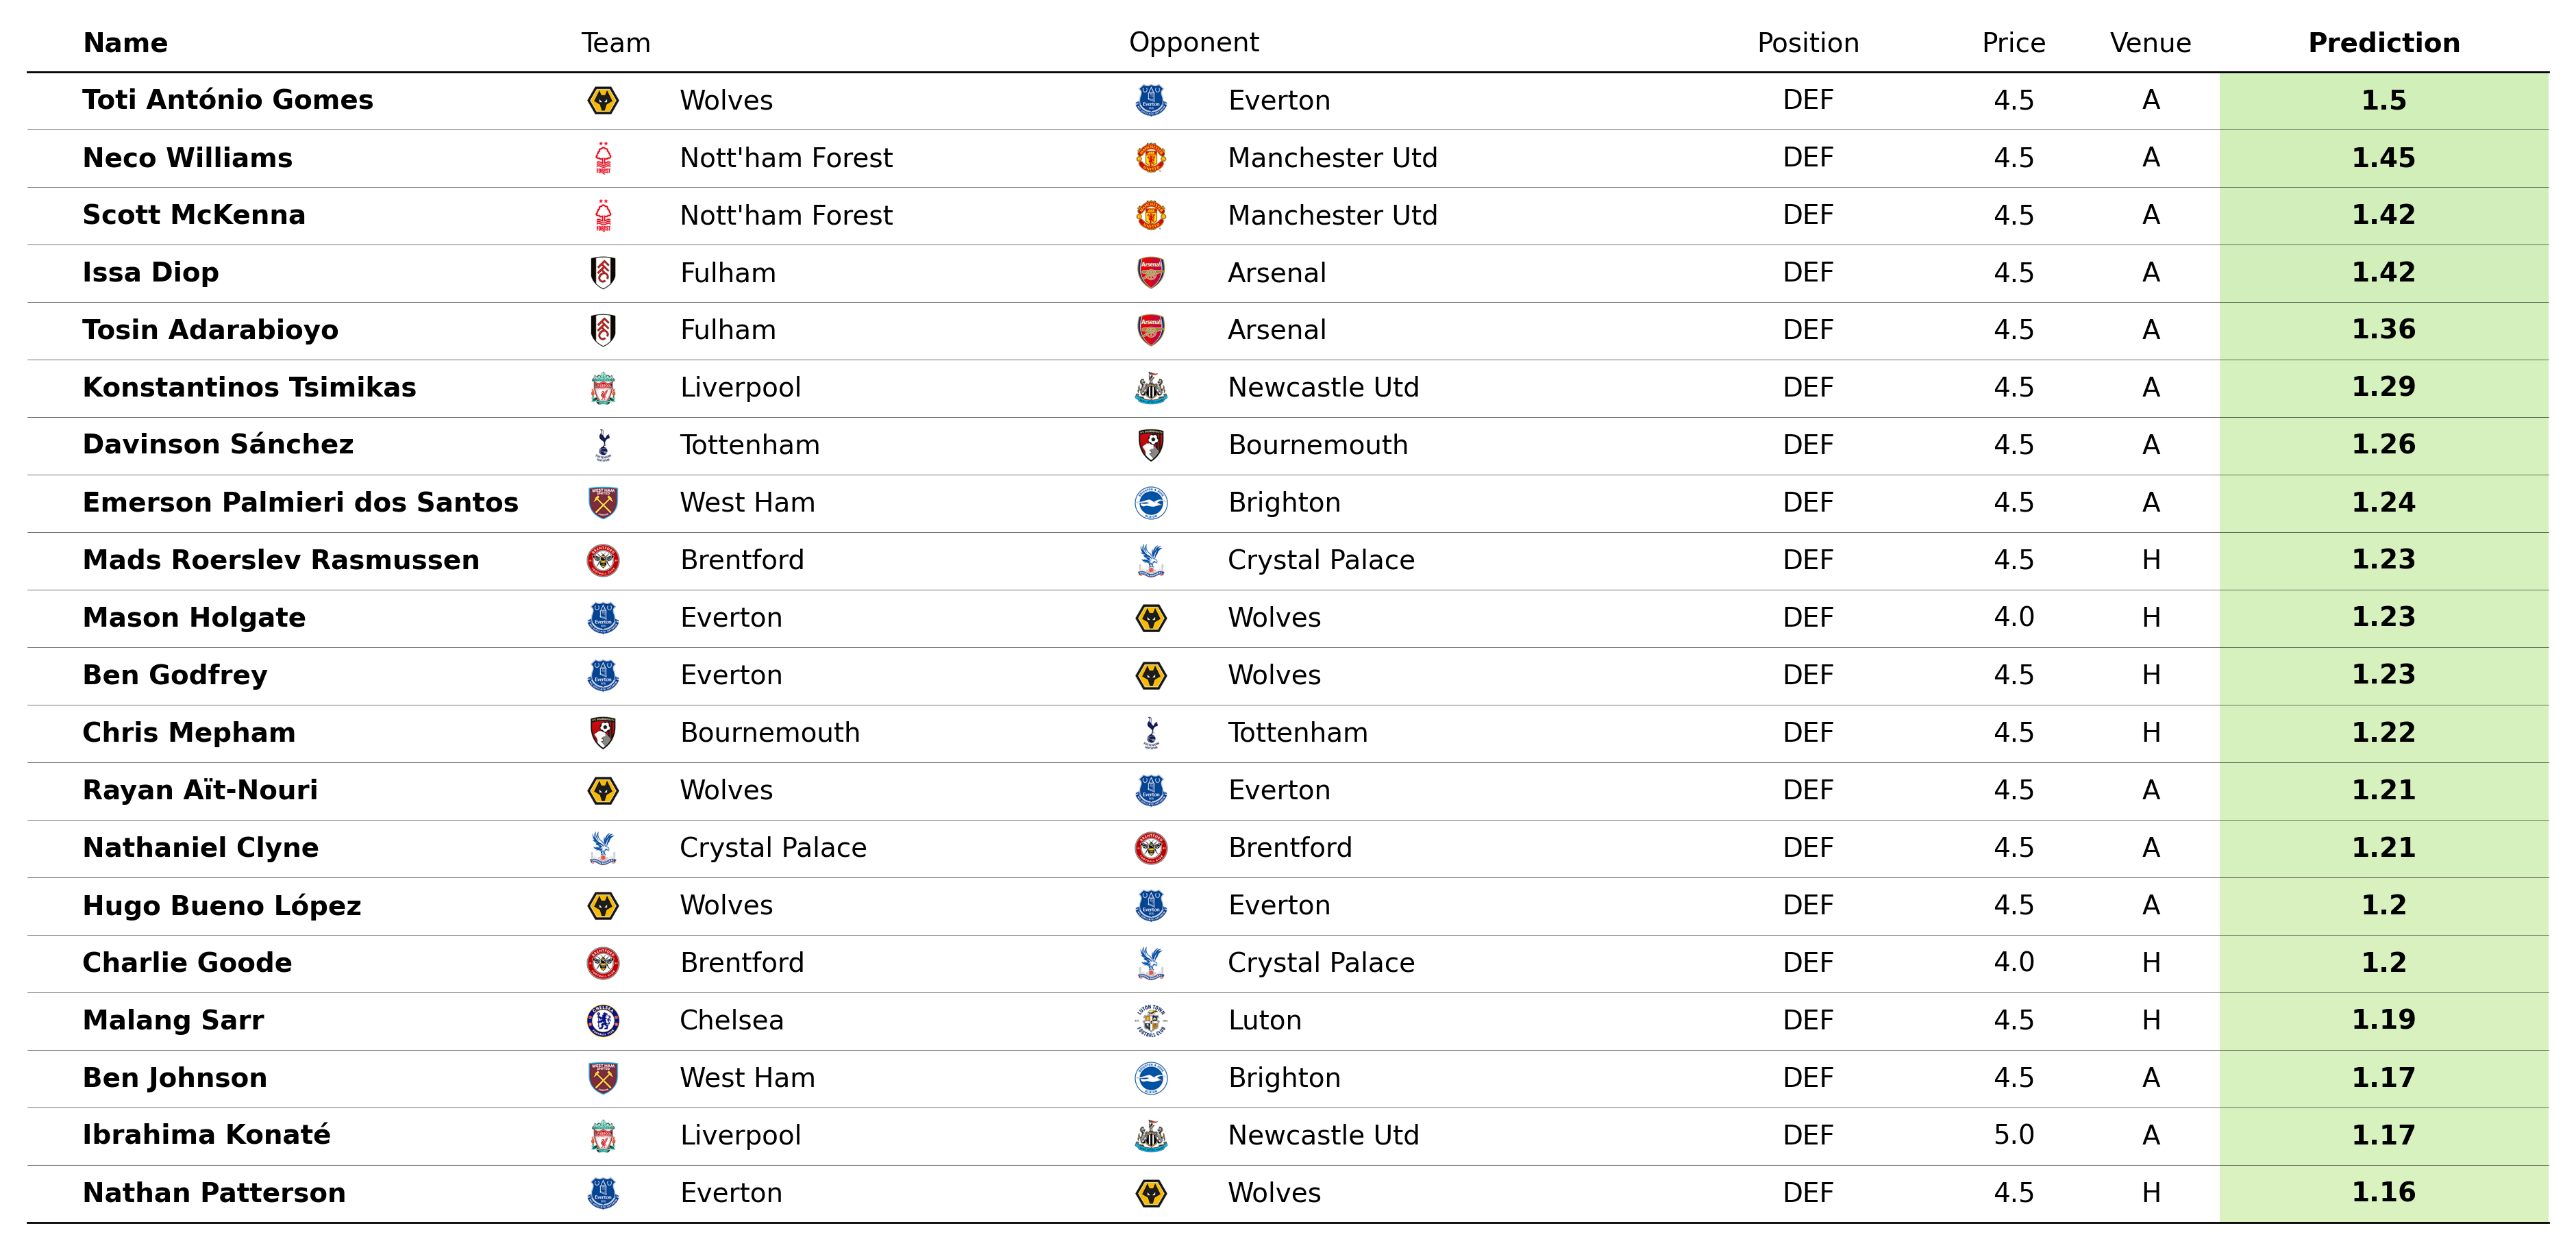 Name Team Opponent Position Price Venue Prediction
Toti António Gomes Wolves Everton DEF 4.5 A 1.5
Neco Williams Nott'ham Forest Manchester Utd DEF 4.5 A 1.45
Scott McKenna Nott'ham Forest Manchester Utd DEF 4.5 A 1.42
Issa Diop Fulham Arsenal DEF 4.5 A 1.42
Tosin Adarabioyo Fulham Arsenal DEF 4.5 A 1.36
Konstantinos Tsimikas Liverpool Newcastle Utd DEF 4.5 A 1.29
Davinson Sánchez Tottenham Bournemouth DEF 4.5 A 1.26
Emerson Palmieri dos Santos West Ham Brighton DEF 4.5 A 1.24
Mads Roerslev Rasmussen Brentford Crystal Palace DEF 4.5 H 1.23
Mason Holgate Everton Wolves DEF 4.0 H 1.23
Ben Godfrey Everton Wolves DEF 4.5 H 1.23
Chris Mepham Bournemouth Tottenham DEF 4.5 H 1.22
Rayan Aït-Nouri Wolves Everton DEF 4.5 A 1.21
Nathaniel Clyne Crystal Palace Brentford DEF 4.5 A 1.21
Hugo Bueno López Wolves Everton DEF 4.5 A 1.2
Charlie Goode Brentford Crystal Palace DEF 4.0 H 1.2
Malang Sarr Chelsea Luton DEF 4.5 H 1.19
Ben Johnson West Ham Brighton DEF 4.5 A 1.17
Ibrahima Konaté Liverpool Newcastle Utd DEF 5.0 A 1.17
Nathan Patterson Everton Wolves DEF 4.5 H 1.16